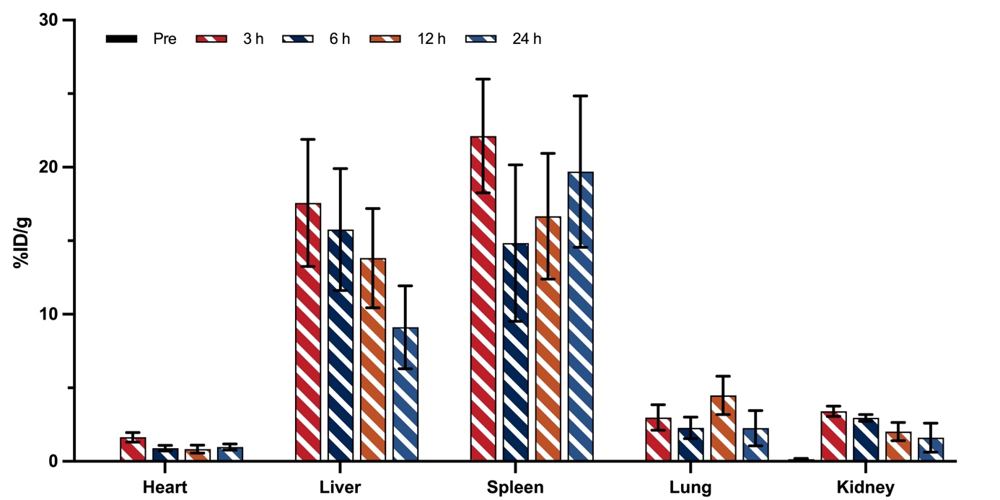 30
Pre 3 h 6 h 12 h 24 h
20
%ID/g
10
0
Heart Liver Spleen Lung Kidney